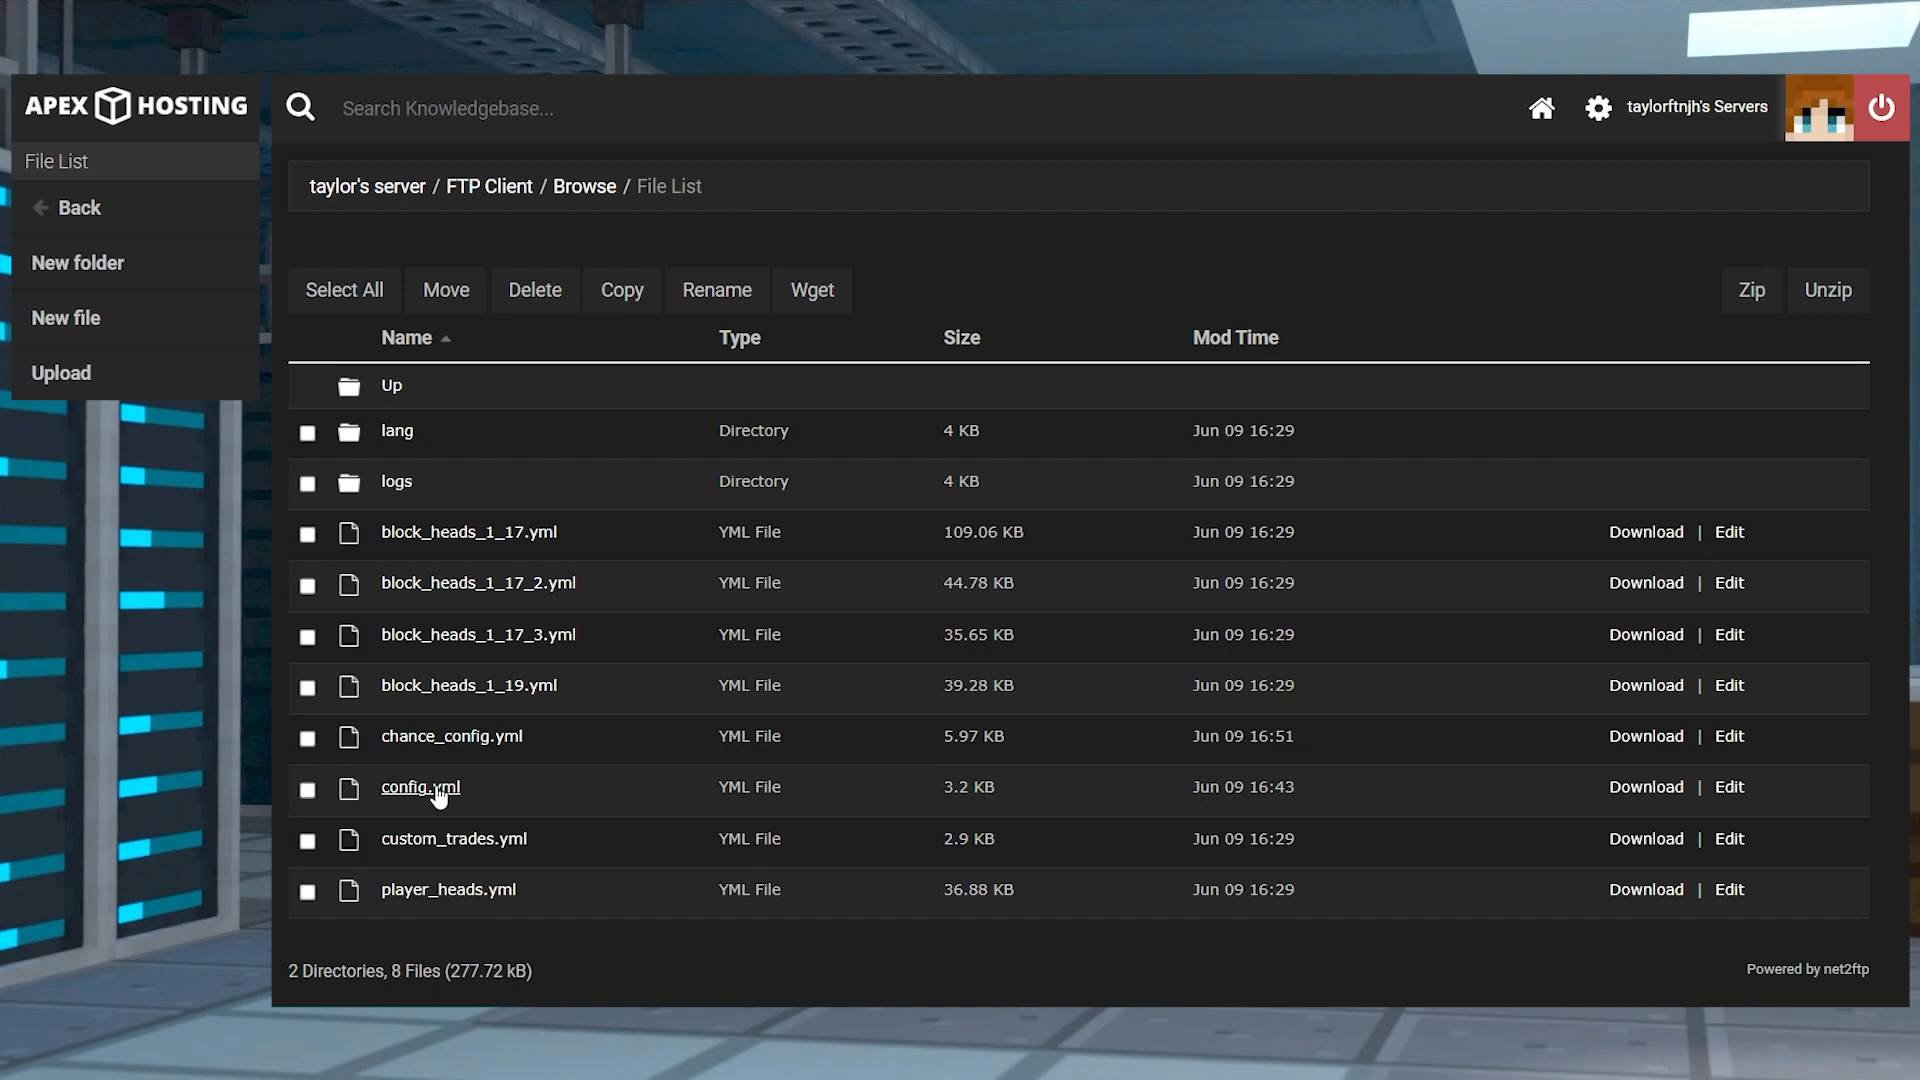 APEX HOSTING
Search Knowledgebase...
taylorftnjh's Servers
File List
Back
New folder
New file
Upload
taylor's server / FTP Client / Browse / File List
Select All Move Delete Copy Rename Wget Zip Unzip
Name Type Size Mod Time
Up
lang Directory 4 KB Jun 09 16:29
logs Directory 4 KB Jun 09 16:29
block_heads_1_17.yml YML File 109.06 KB Jun 09 16:29 Download | Edit
block_heads_1_17_2.yml YML File 44.78 KB Jun 09 16:29 Download | Edit
block_heads_1_17_3.yml YML File 35.65 KB Jun 09 16:29 Download | Edit
block_heads_1_19.yml YML File 39.28 KB Jun 09 16:29 Download | Edit
chance_config.yml YML File 5.97 KB Jun 09 16:51 Download | Edit
config.yml YML File 3.2 KB Jun 09 16:43 Download | Edit
custom_trades.yml YML File 2.9 KB Jun 09 16:29 Download | Edit
player_heads.yml YML File 36.88 KB Jun 09 16:29 Download | Edit
2 Directories, 8 Files (277.72 kB)
Powered by net2ftp